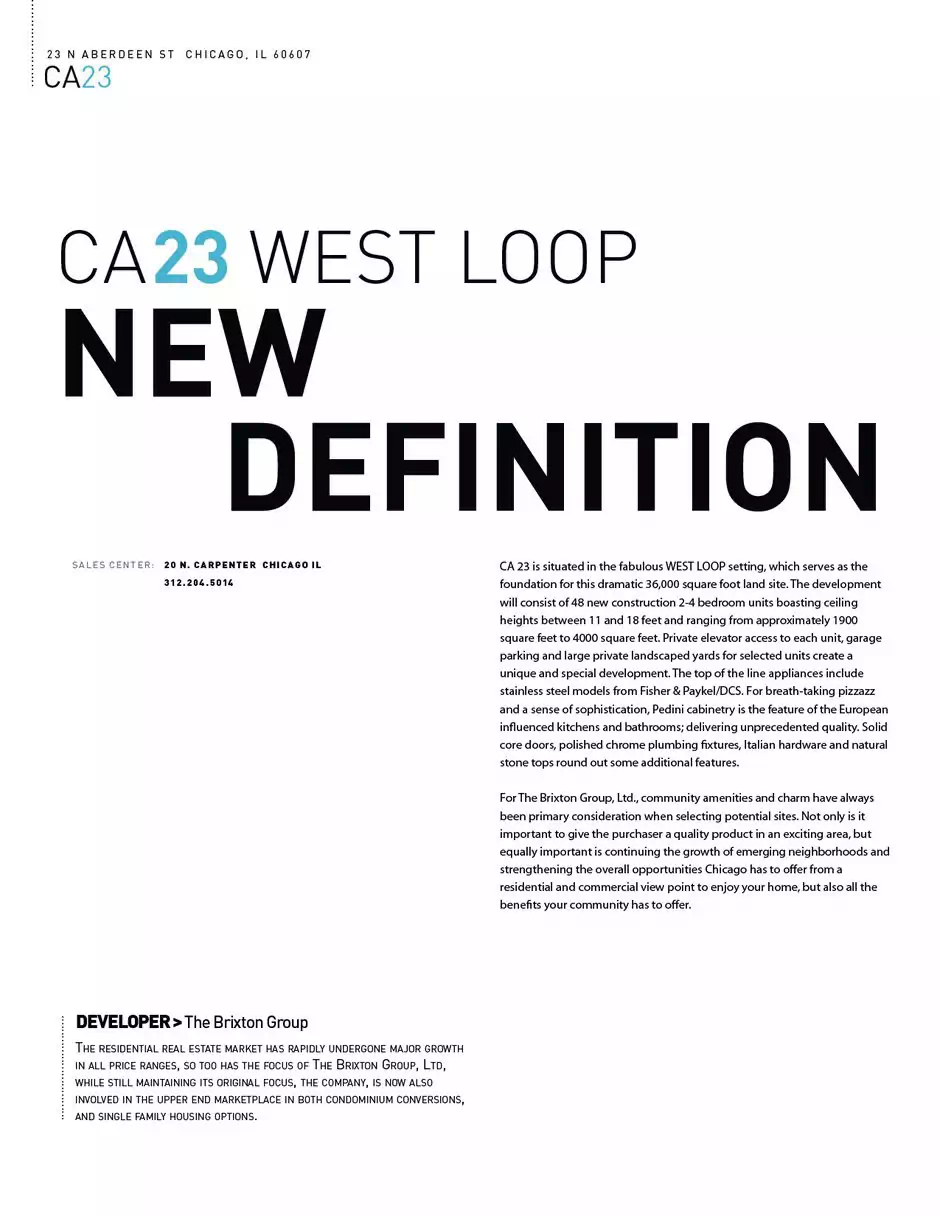 23 N ABERDEEN ST CHICAGO, IL 60607
CA23
CA23 WEST LOOP
NEW
DEFINITION
SALES CENTER: 20 N. CARPENTER CHICAGO IL
312.204.5014
CA 23 is situated in the fabulous WEST LOOP setting, which serves as the
foundation for this dramatic 36,000 square foot land site. The development
will consist of 48 new construction 2-4 bedroom units boasting ceiling
heights between 11 and 18 feet and ranging from approximately 1900
square feet to 4000 square feet. Private elevator access to each unit, garage
parking and large private landscaped yards for selected units create a
unique and special development. The top of the line appliances include
stainless steel models from Fisher & Paykel/DCS. For breath-taking pizzazz
and a sense of sophistication, Pedini cabinetry is the feature of the European
influenced kitchens and bathrooms; delivering unprecedented quality. Solid
core doors, polished chrome plumbing fixtures, Italian hardware and natural
stone tops round out some additional features.
For The Brixton Group, Ltd., community amenities and charm have always
been primary consideration when selecting potential sites. Not only is it
important to give the purchaser a quality product in an exciting area, but
equally important is continuing the growth of emerging neighborhoods and
strengthening the overall opportunities Chicago has to offer from a
residential and commercial view point to enjoy your home, but also all the
benefits your community has to offer.
DEVELOPER > The Brixton Group
THE RESIDENTIAL REAL ESTATE MARKET HAS RAPIDLY UNDERGONE MAJOR GROWTH
IN ALL PRICE RANGES, SO TOO HAS THE FOCUS OF THE BRIXTON GROUP, LTD,
WHILE STILL MAINTAINING ITS ORIGINAL FOCUS, THE COMPANY, IS NOW ALSO
INVOLVED IN THE UPPER END MARKETPLACE IN BOTH CONDOMINIUM CONVERSIONS,
AND SINGLE FAMILY HOUSING OPTIONS.